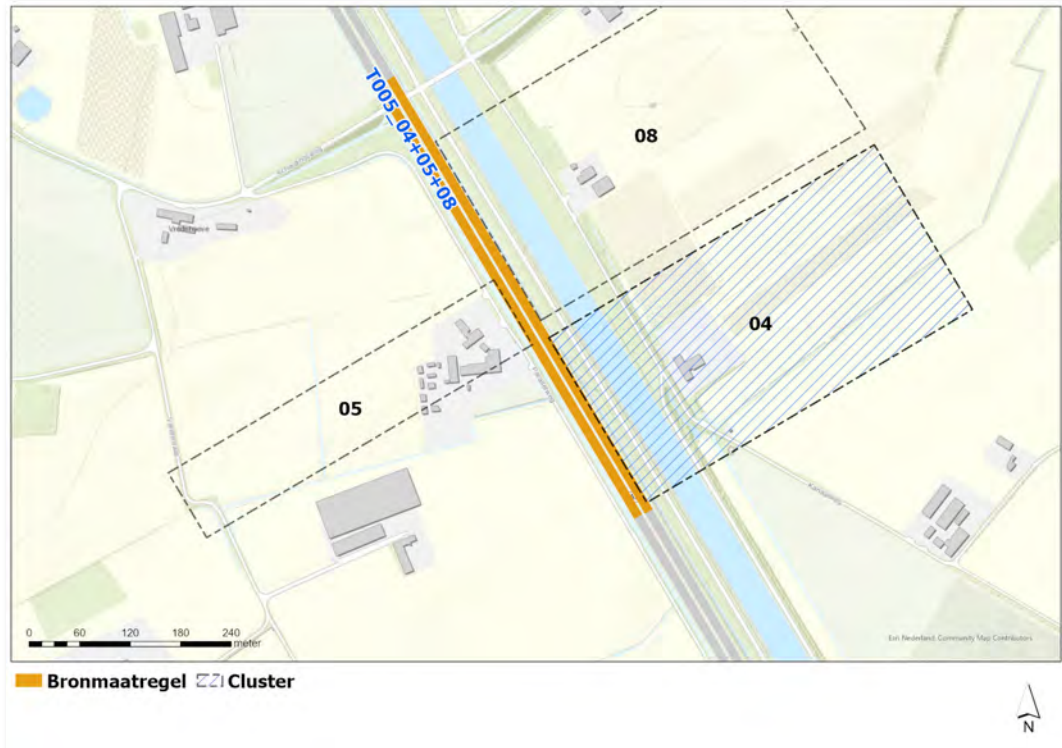 T005_04+05+08
08
04
05
0 60 120 180 240
meter
Esri Nederland, Community Map Contributors
Bronmaatregel Cluster
N